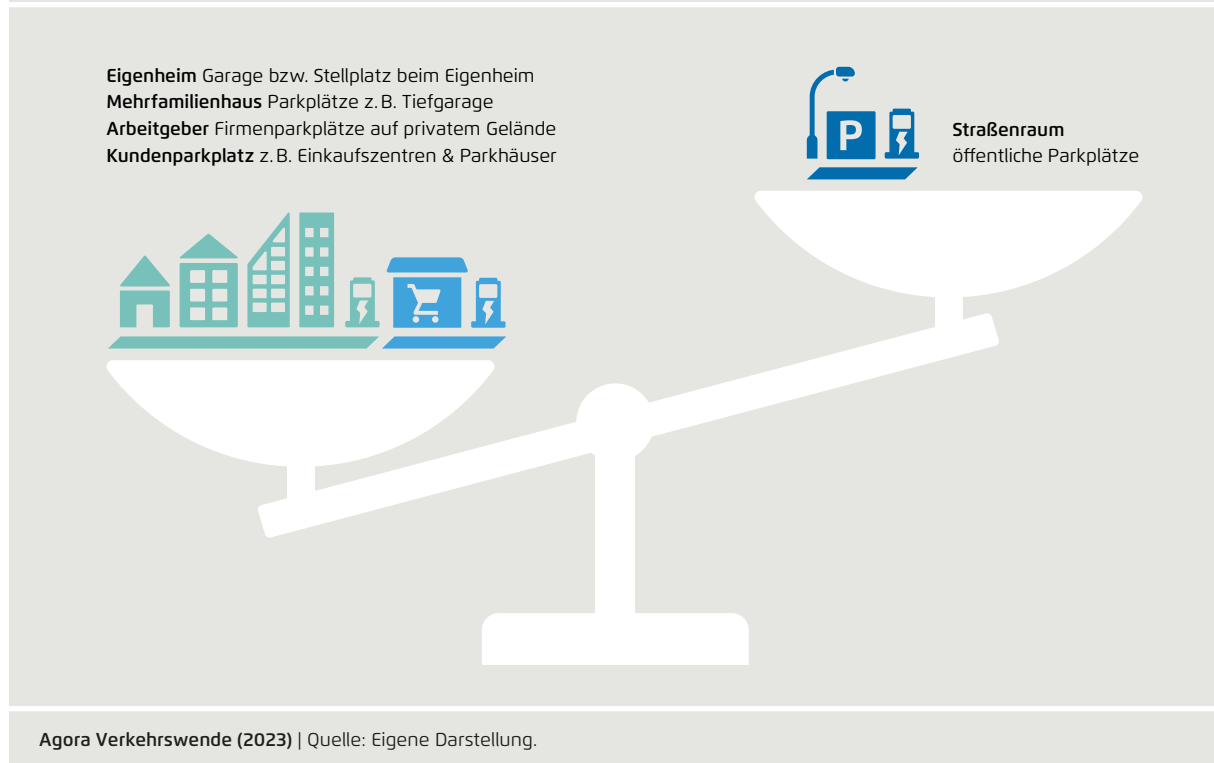 Eigenheim Garage bzw. Stellplatz beim Eigenheim
Mehrfamilienhaus Parkplätze z. B. Tiefgarage
Arbeitgeber Firmenparkplätze auf privatem Gelände
Kundenparkplatz z. B. Einkaufszentren & Parkhäuser
P
Straßenraum
öffentliche Parkplätze
Agora Verkehrswende (2023) | Quelle: Eigene Darstellung.